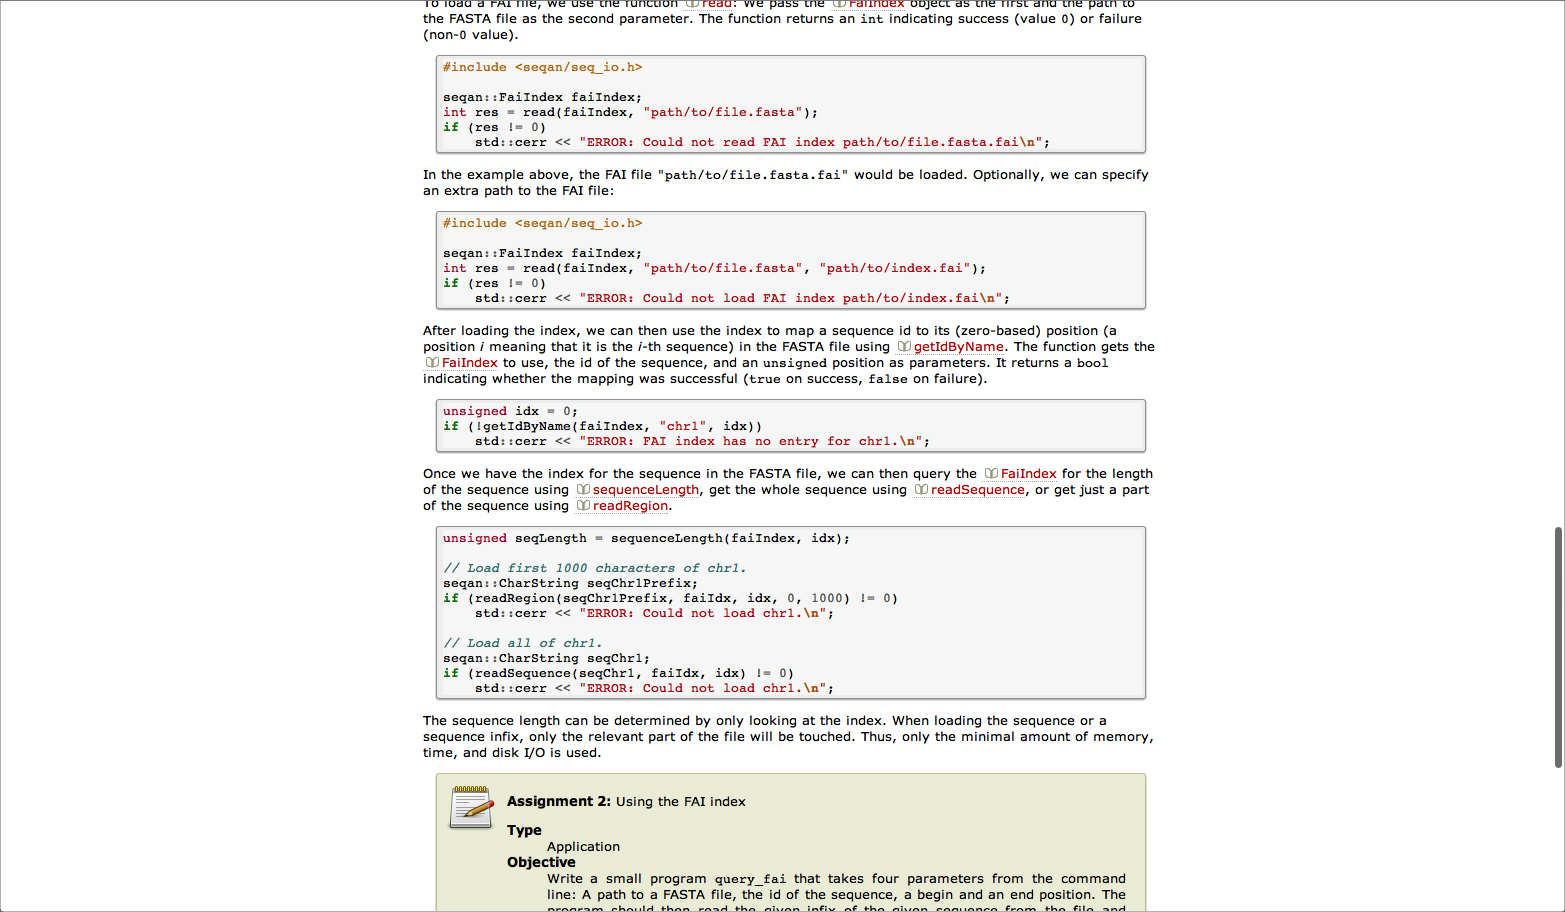 To load a FAI file, we use the function read: We pass the FaiIndex object as the first and the path to
the FASTA file as the second parameter. The function returns an int indicating success (value 0) or failure
(non-0 value).
#include <seqan/seq_io.h>
seqan::FaiIndex faiIndex;
int res = read(faiIndex, "path/to/file.fasta");
if (res != 0)
    std::cerr << "ERROR: Could not read FAI index path/to/file.fasta.fai\n";
In the example above, the FAI file "path/to/file.fasta.fai" would be loaded. Optionally, we can specify
an extra path to the FAI file:
#include <seqan/seq_io.h>
seqan::FaiIndex faiIndex;
int res = read(faiIndex, "path/to/file.fasta", "path/to/index.fai");
if (res != 0)
    std::cerr << "ERROR: Could not load FAI index path/to/index.fai\n";
After loading the index, we can then use the index to map a sequence id to its (zero-based) position (a
position i meaning that it is the i-th sequence) in the FASTA file using getIdByName. The function gets the
FaiIndex to use, the id of the sequence, and an unsigned position as parameters. It returns a bool
indicating whether the mapping was successful (true on success, false on failure).
unsigned idx = 0;
if (!getIdByName(faiIndex, "chr1", idx))
    std::cerr << "ERROR: FAI index has no entry for chr1.\n";
Once we have the index for the sequence in the FASTA file, we can then query the FaiIndex for the length
of the sequence using sequenceLength, get the whole sequence using readSequence, or get just a part
of the sequence using readRegion.
unsigned seqLength = sequenceLength(faiIndex, idx);
// Load first 1000 characters of chr1.
seqan::CharString seqChr1Prefix;
if (readRegion(seqChr1Prefix, faiIdx, idx, 0, 1000) != 0)
    std::cerr << "ERROR: Could not load chr1.\n";
// Load all of chr1.
seqan::CharString seqChr1;
if (readSequence(seqChr1, faiIdx, idx) != 0)
    std::cerr << "ERROR: Could not load chr1.\n";
The sequence length can be determined by only looking at the index. When loading the sequence or a
sequence infix, only the relevant part of the file will be touched. Thus, only the minimal amount of memory,
time, and disk I/O is used.
Assignment 2: Using the FAI index
Type
Application
Objective
Write a small program query_fai that takes four parameters from the command
line: A path to a FASTA file, the id of the sequence, a begin and an end position. The
program should then read the given infix of the given sequence from the file and